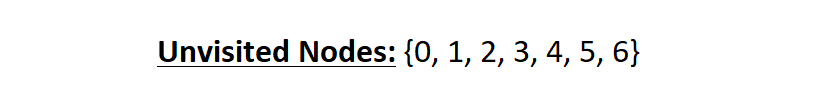 Unvisited Nodes: {0, 1, 2, 3, 4, 5, 6}